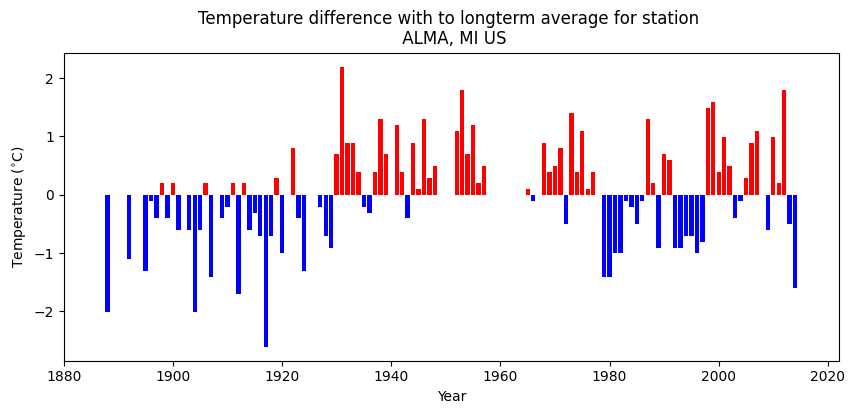 Temperature difference with to longterm average for station
ALMA, MI US
Temperature (°C)
2
1
0
−1
−2
1880 1900 1920 1940 1960 1980 2000 2020
Year